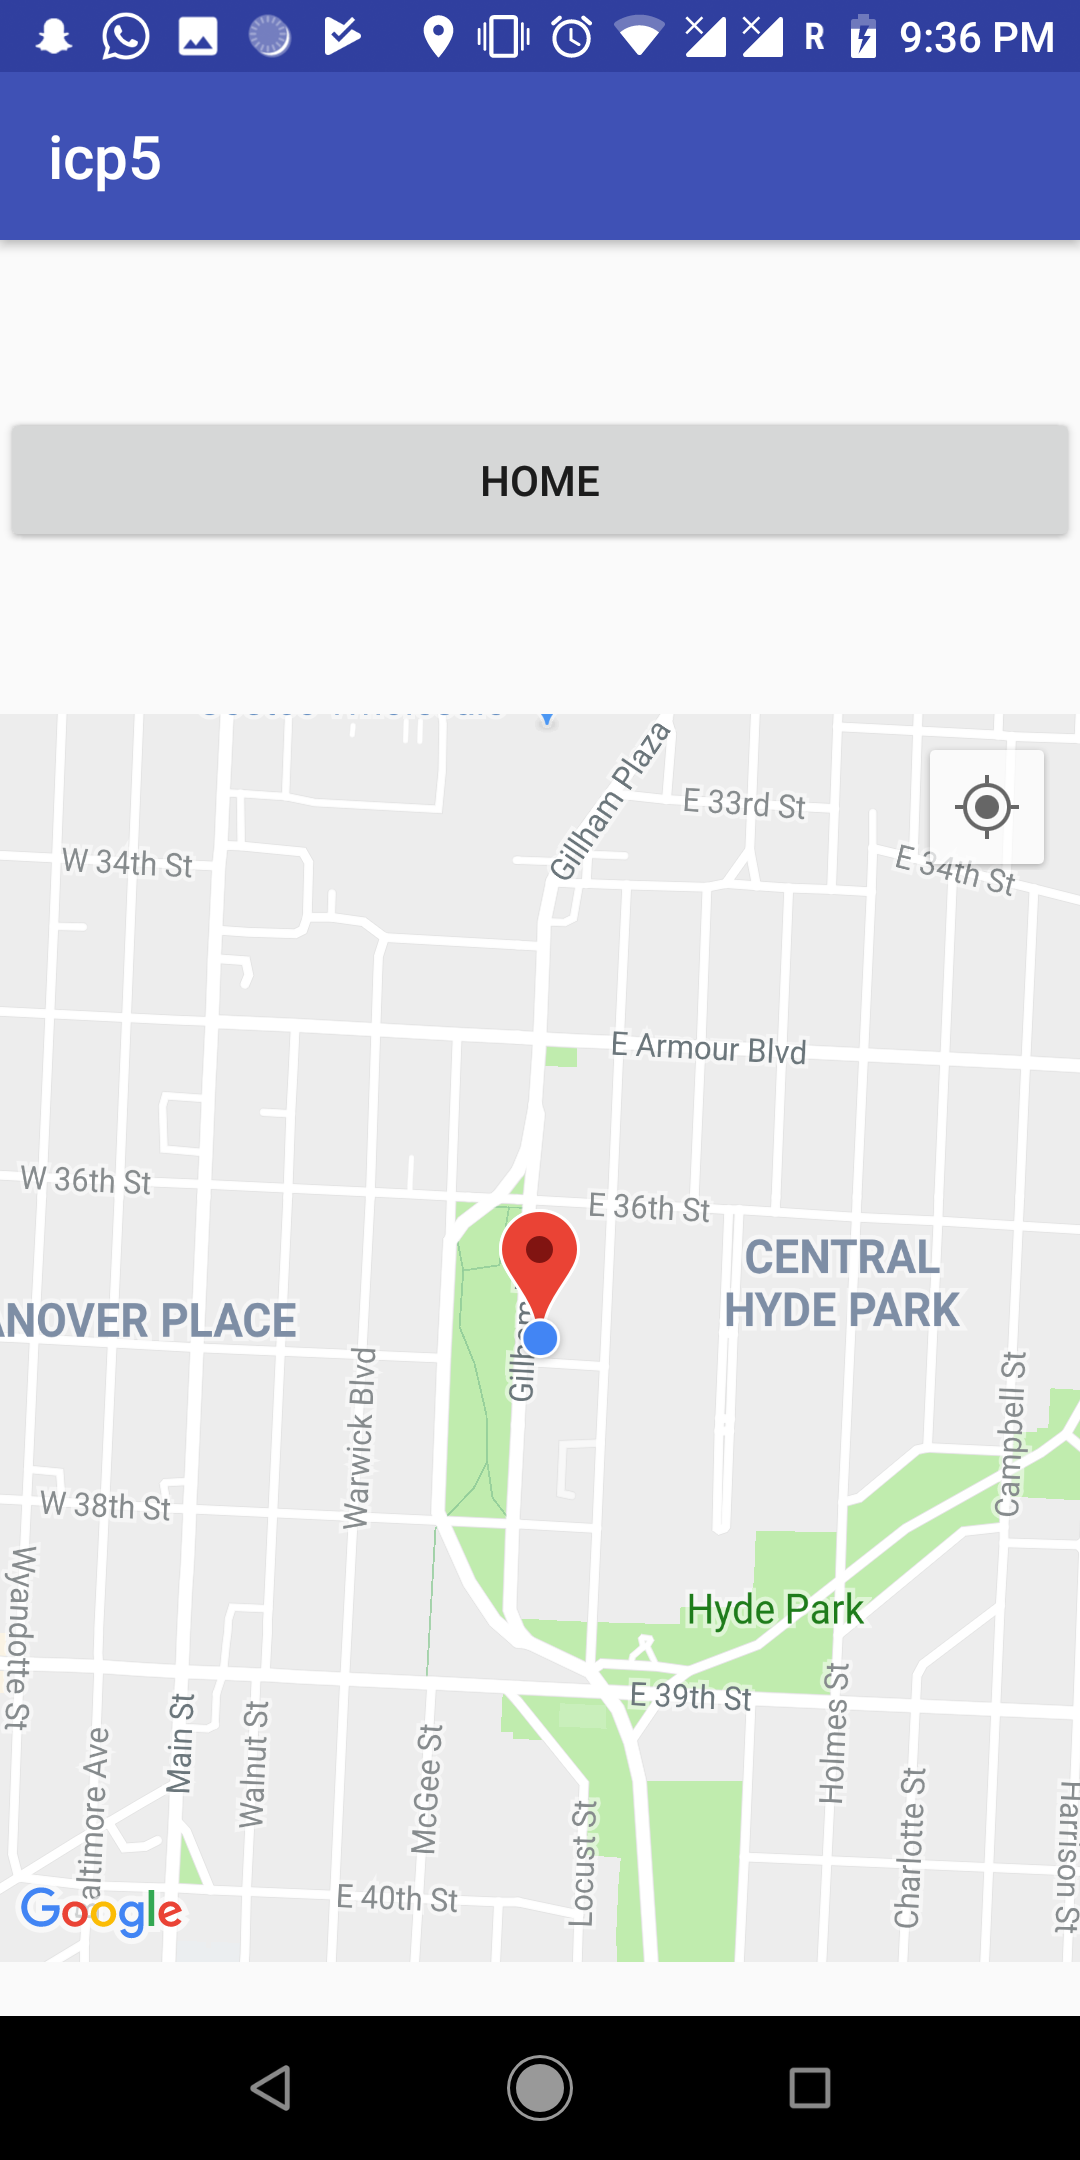 R 9:36 PM
icp5
HOME
Gillham Plaza
E 33rd St
W 34th St
E 34th St
E Armour Blvd
W 36th St
E 36th St
CENTRAL
HYDE PARK
ANOVER PLACE
Warwick Blvd
Campbell St
W 38th St
Wyandotte St
Hyde Park
E 39th St
Holmes St
Main St
Walnut St
McGee St
altimore Ave
Locust St
Charlotte St
Harrison St
E 40th St
Google